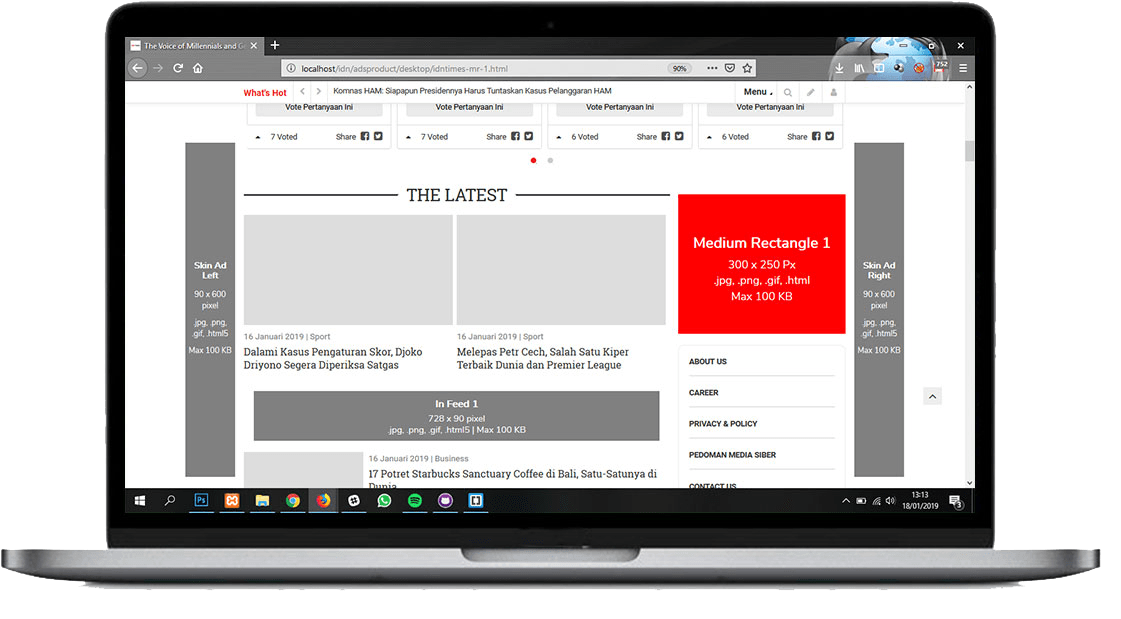 The Voice of Millennials and G
localhost/idn/adsproduct/desktop/idntimes-mr-1.html
90%
752
What's Hot
Komnas HAM: Siapapun Presidennya Harus Tuntaskan Kasus Pelanggaran HAM
Menu
Vote Pertanyaan Ini
Vote Pertanyaan Ini
Vote Pertanyaan Ini
Vote Pertanyaan Ini
7 Voted
Share
7 Voted
Share
6 Voted
Share
6 Voted
Share
THE LATEST
Skin Ad
Left
90 x 600
pixel
.jpg, .png,
.gif, .html5
Max 100 KB
16 Januari 2019 | Sport
Dalami Kasus Pengaturan Skor, Djoko
Driyono Segera Diperiksa Satgas
16 Januari 2019 | Sport
Melepas Petr Cech, Salah Satu Kiper
Terbaik Dunia dan Premier League
In Feed 1
728 x 90 pixel
.jpg, .png, .gif, .html5 | Max 100 KB
16 Januari 2019 | Business
17 Potret Starbucks Sanctuary Coffee di Bali, Satu-Satunya di
Dunia
Medium Rectangle 1
300 x 250 Px
.jpg, .png, .gif, .html
Max 100 KB
ABOUT US
CAREER
PRIVACY & POLICY
PEDOMAN MEDIA SIBER
CONTACT US
Skin Ad
Right
90 x 600
pixel
.jpg, .png,
.gif, .html5
Max 100 KB
Ps
13:13
18/01/2019
3